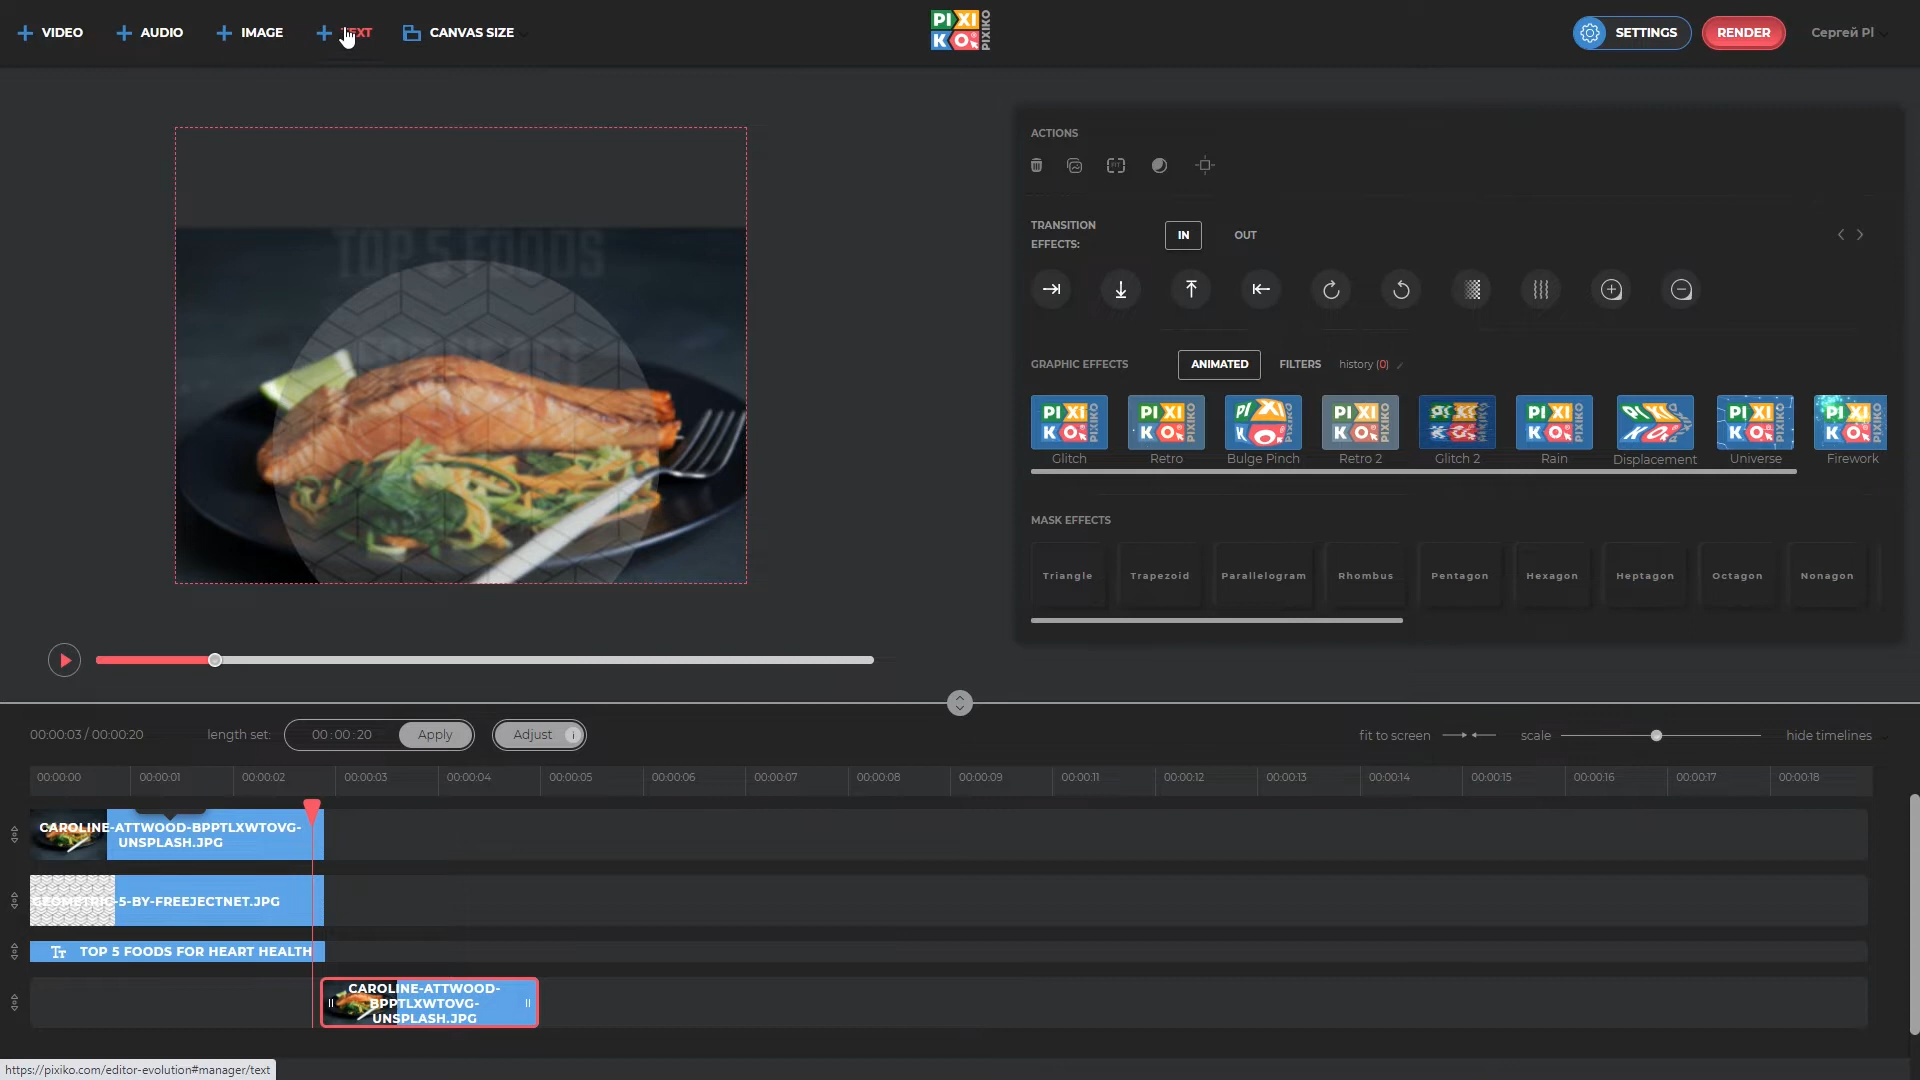 VIDEO
AUDIO
IMAGE
TEXT
CANVAS SIZE
PIXI
KO
PIXIKO
SETTINGS
RENDER
Сергей Pl
TOP 5 FOODS
ACTIONS
TRANSITION
EFFECTS:
IN
OUT
GRAPHIC EFFECTS
ANIMATED
FILTERS
history (0)
Glitch
Retro
Bulge Pinch
Retro 2
Glitch 2
Rain
Displacement
Universe
Firework
MASK EFFECTS
Triangle
Trapezoid
Parallelogram
Rhombus
Pentagon
Hexagon
Heptagon
Octagon
Nonagon
00:00:03 / 00:00:20
length set:
00:00:20
Apply
Adjust
i
fit to screen
scale
hide timelines
00:00:00
00:00:01
00:00:02
00:00:03
00:00:04
00:00:05
00:00:06
00:00:07
00:00:08
00:00:09
00:00:11
00:00:12
00:00:13
00:00:14
00:00:15
00:00:16
00:00:17
00:00:18
CAROLINE-ATTWOOD-BPPTLXWTOVG-
UNSPLASH.JPG
GEOMETRIC-5-BY-FREEJECTNET.JPG
Tт TOP 5 FOODS FOR HEART HEALTH
CAROLINE-ATTWOOD-
BPPTLXWTOVG-
UNSPLASH.JPG
https://pixiko.com/editor-evolution#manager/text